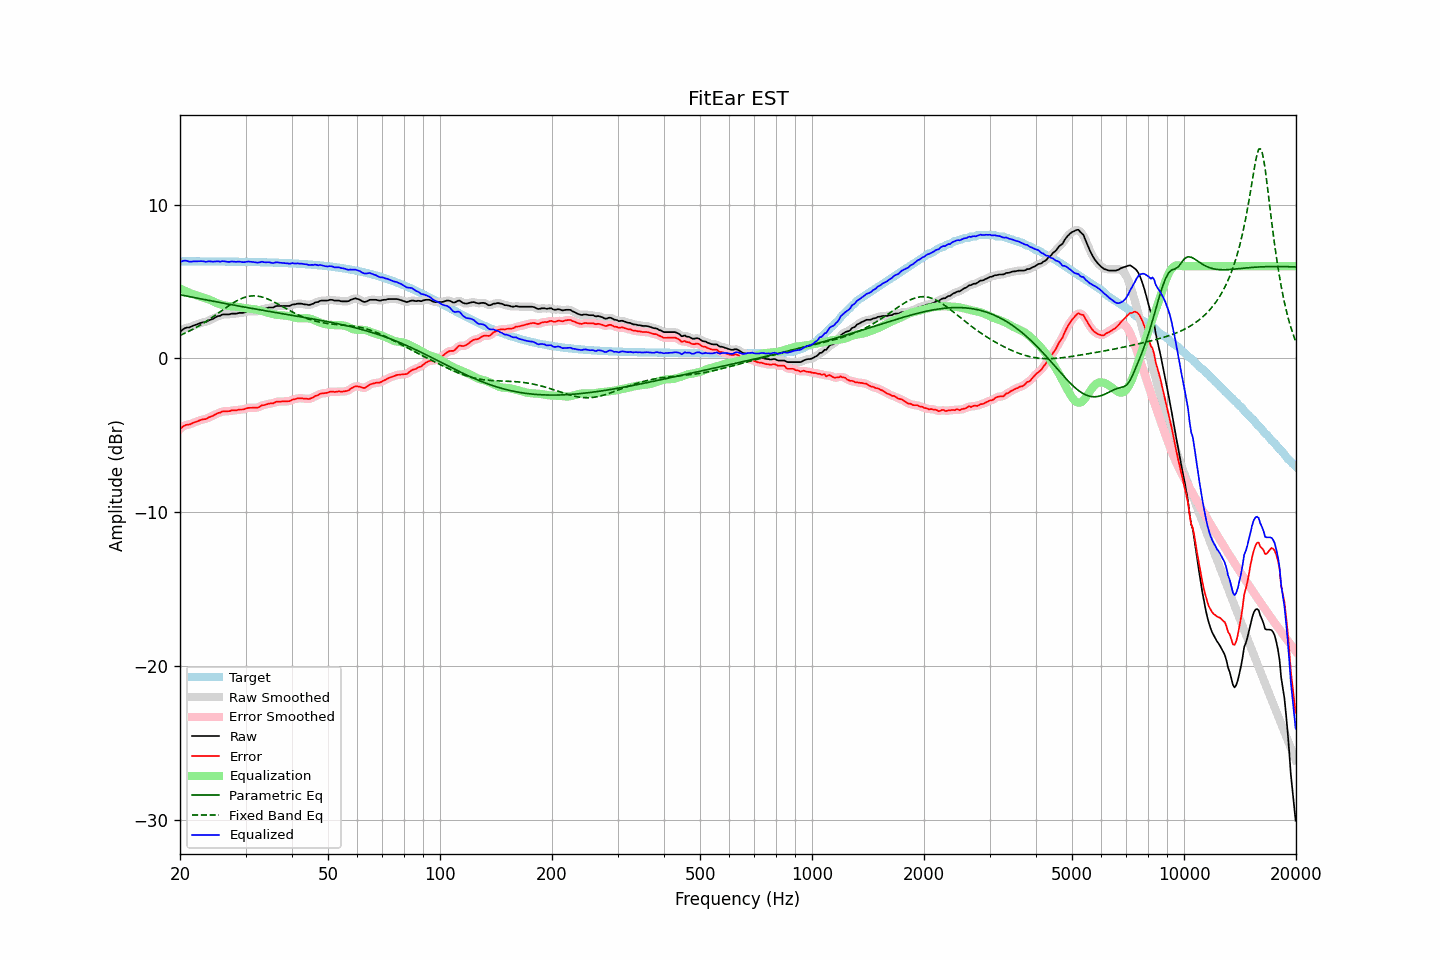 FitEar EST
Amplitude (dBr)
10
0
−10
−20
−30
Target
Raw Smoothed
Error Smoothed
Raw
Error
Equalization
Parametric Eq
Fixed Band Eq
Equalized
20 50 100 200 500 1000 2000 5000 10000 20000
Frequency (Hz)